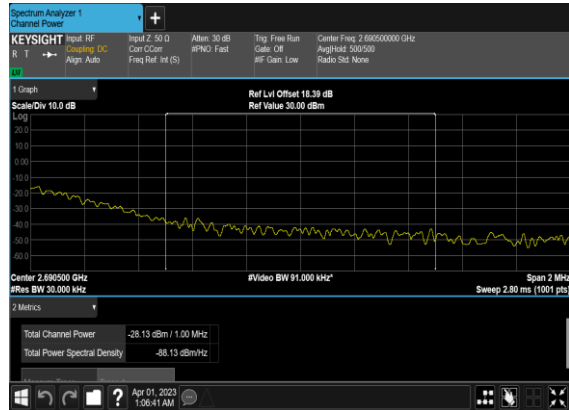 Spectrum Analyzer 1
Channel Power
+
KEYSIGHT
R T
Input: RF
Coupling: DC
Align: Auto
Input Z: 50 Ω
Corr CCorr
Freq Ref: Int (S)
Atten: 30 dB
#PNO: Fast
Trig: Free Run
Gate: Off
#IF Gain: Low
Center Freq: 2.690500000 GHz
Avg|Hold: 500/500
Radio Std: None
1 Graph
Scale/Div 10.0 dB
Ref Lvl Offset 18.39 dB
Ref Value 30.00 dBm
Log
20.0
10.0
0.00
-10.0
-20.0
-30.0
-40.0
-50.0
-60.0
Center 2.690500 GHz
#Res BW 30.000 kHz
#Video BW 91.000 kHz*
Span 2 MHz
Sweep 2.80 ms (1001 pts)
2 Metrics
Total Channel Power -28.13 dBm / 1.00 MHz
Total Power Spectral Density -88.13 dBm/Hz
?
Apr 01, 2023
1:06:41 AM